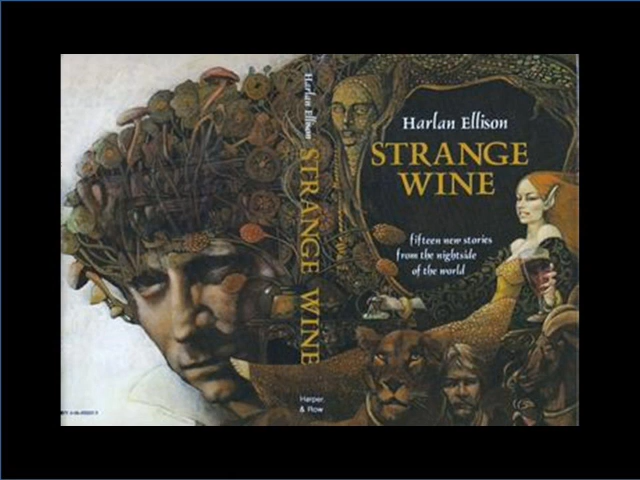 Harlan Ellison
STRANGE WINE
Harper
& Row
Harlan Ellison
STRANGE
WINE
fifteen new stories
from the nightside
of the world